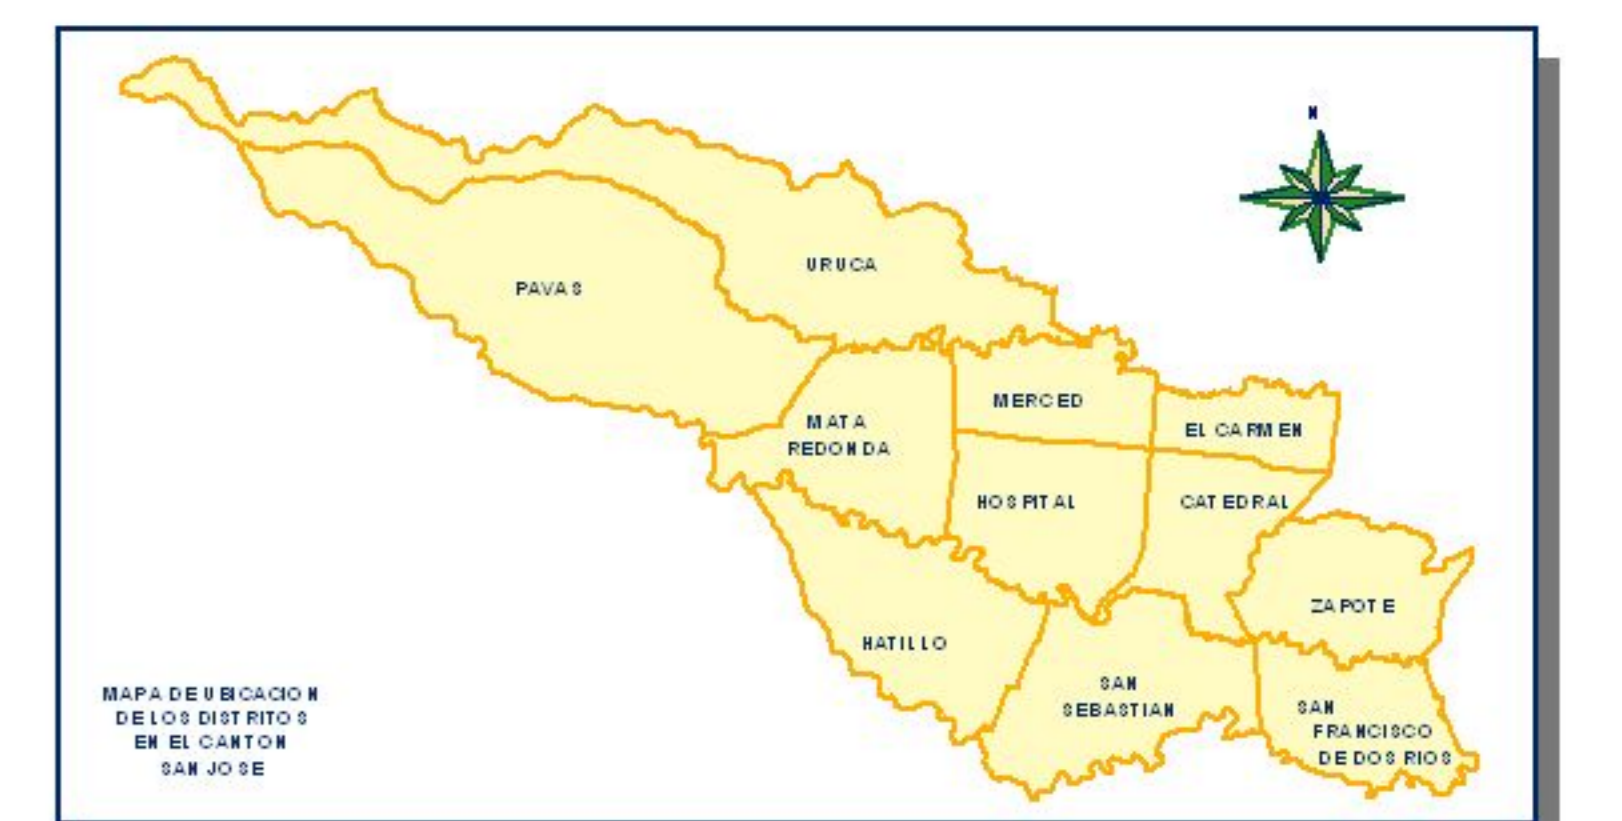 N
URUCA
PAVAS
MERCED
MATA
REDONDA
EL CARMEN
HOSPITAL
CATEDRAL
ZAPOTE
HATILLO
SAN
SEBASTIAN
SAN
FRANCISCO
DE DOS RIOS
MAPA DE UBICACION
DE LOS DISTRITOS
EN EL CANTON
SAN JOSE